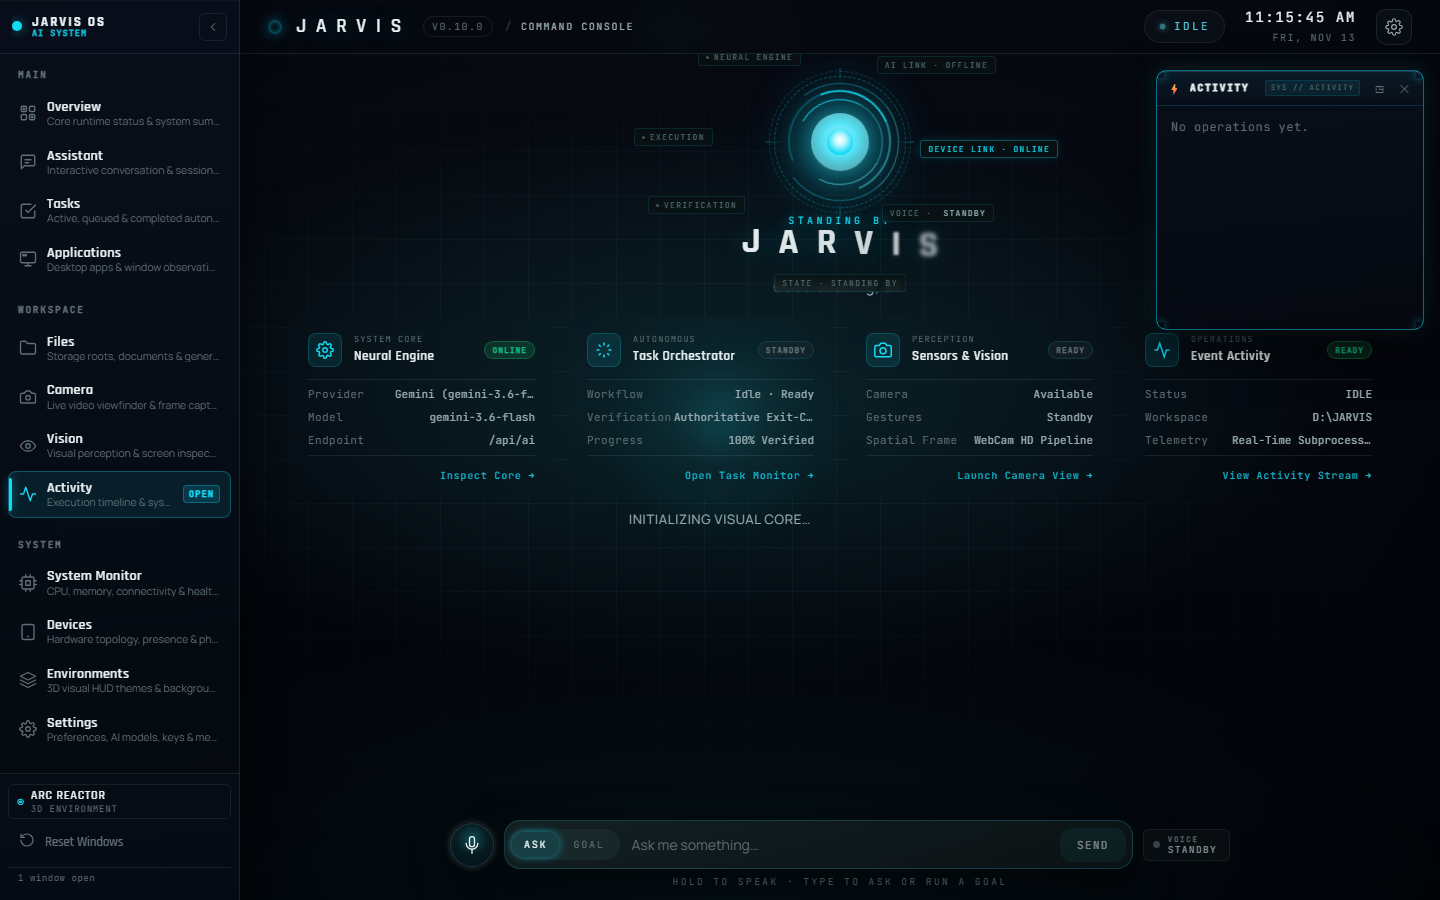 JARVIS OS
AI SYSTEM
MAIN
Overview
Core runtime status & system sum...
Assistant
Interactive conversation & session...
Tasks
Active, queued & completed auton...
Applications
Desktop apps & window observati...
WORKSPACE
Files
Storage roots, documents & gener...
Camera
Live video viewfinder & frame capt...
Vision
Visual perception & screen inspec...
Activity
Execution timeline & sys...
OPEN
SYSTEM
System Monitor
CPU, memory, connectivity & healt...
Devices
Hardware topology, presence & ph...
Environments
3D visual HUD themes & backgrou...
Settings
Preferences, AI models, keys & me...
ARC REACTOR
3D ENVIRONMENT
Reset Windows
1 window open
JARVIS
V0.10.0
/ COMMAND CONSOLE
IDLE
11:15:45 AM
FRI, NOV 13
NEURAL ENGINE
AI LINK · OFFLINE
EXECUTION
DEVICE LINK · ONLINE
VERIFICATION
VOICE · STANDBY
STANDING B
JARVIS
STATE · STANDING BY
ACTIVITY
SYS // ACTIVITY
No operations yet.
SYSTEM CORE
Neural Engine
ONLINE
Provider Gemini (gemini-3.6-f…
Model gemini-3.6-flash
Endpoint /api/ai
Inspect Core →
AUTONOMOUS
Task Orchestrator
STANDBY
Workflow Idle · Ready
Verification Authoritative Exit-C…
Progress 100% Verified
Open Task Monitor →
PERCEPTION
Sensors & Vision
READY
Camera Available
Gestures Standby
Spatial Frame WebCam HD Pipeline
Launch Camera View →
OPERATIONS
Event Activity
READY
Status IDLE
Workspace D:\JARVIS
Telemetry Real-Time Subprocess…
View Activity Stream →
INITIALIZING VISUAL CORE...
ASK
GOAL
Ask me something...
SEND
VOICE
STANDBY
HOLD TO SPEAK · TYPE TO ASK OR RUN A GOAL